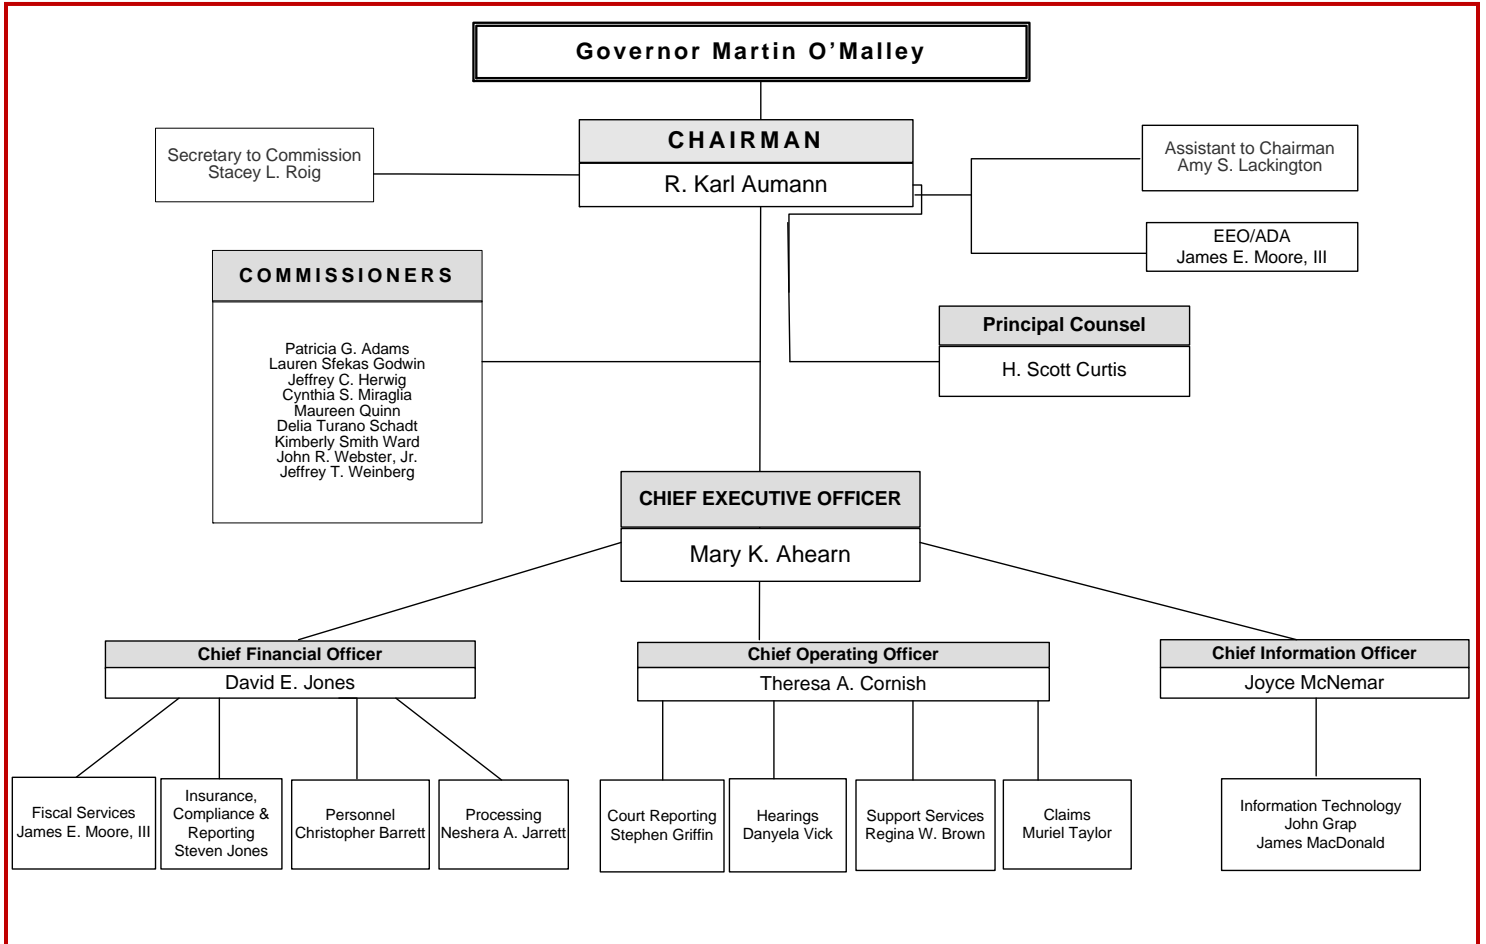 Governor Martin O’Malley
CHAIRMAN
R. Karl Aumann
Secretary to Commission
Stacey L. Roig
Assistant to Chairman
Amy S. Lackington
EEO/ADA
James E. Moore, III
COMMISSIONERS
Patricia G. Adams
Lauren Sfekas Godwin
Jeffrey C. Herwig
Cynthia S. Miraglia
Maureen Quinn
Delia Turano Schadt
Kimberly Smith Ward
John R. Webster, Jr.
Jeffrey T. Weinberg
Principal Counsel
H. Scott Curtis
CHIEF EXECUTIVE OFFICER
Mary K. Ahearn
Chief Financial Officer
David E. Jones
Chief Operating Officer
Theresa A. Cornish
Chief Information Officer
Joyce McNemar
Fiscal Services
James E. Moore, III
Insurance,
Compliance &
Reporting
Steven Jones
Personnel
Christopher Barrett
Processing
Neshera A. Jarrett
Court Reporting
Stephen Griffin
Hearings
Danyela Vick
Support Services
Regina W. Brown
Claims
Muriel Taylor
Information Technology
John Grap
James MacDonald